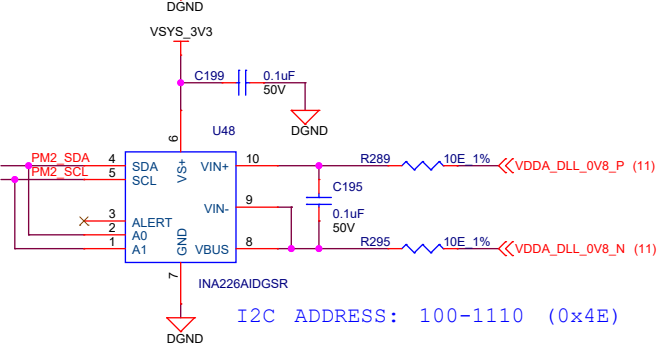 DGND
VSYS_3V3
C199
0.1uF
50V
DGND
U48
6
PM2_SDA
4
SDA
VS+
VIN+
10
R289
10E_1%
VDDA_DLL_0V8_P (11)
PM2_SCL
5
SCL
C195
9
VIN-
0.1uF
50V
3
ALERT
2
A0
1
A1
GND
VBUS
8
R295
10E_1%
VDDA_DLL_0V8_N (11)
7
INA226AIDGSR
I2C ADDRESS: 100-1110 (0x4E)
DGND